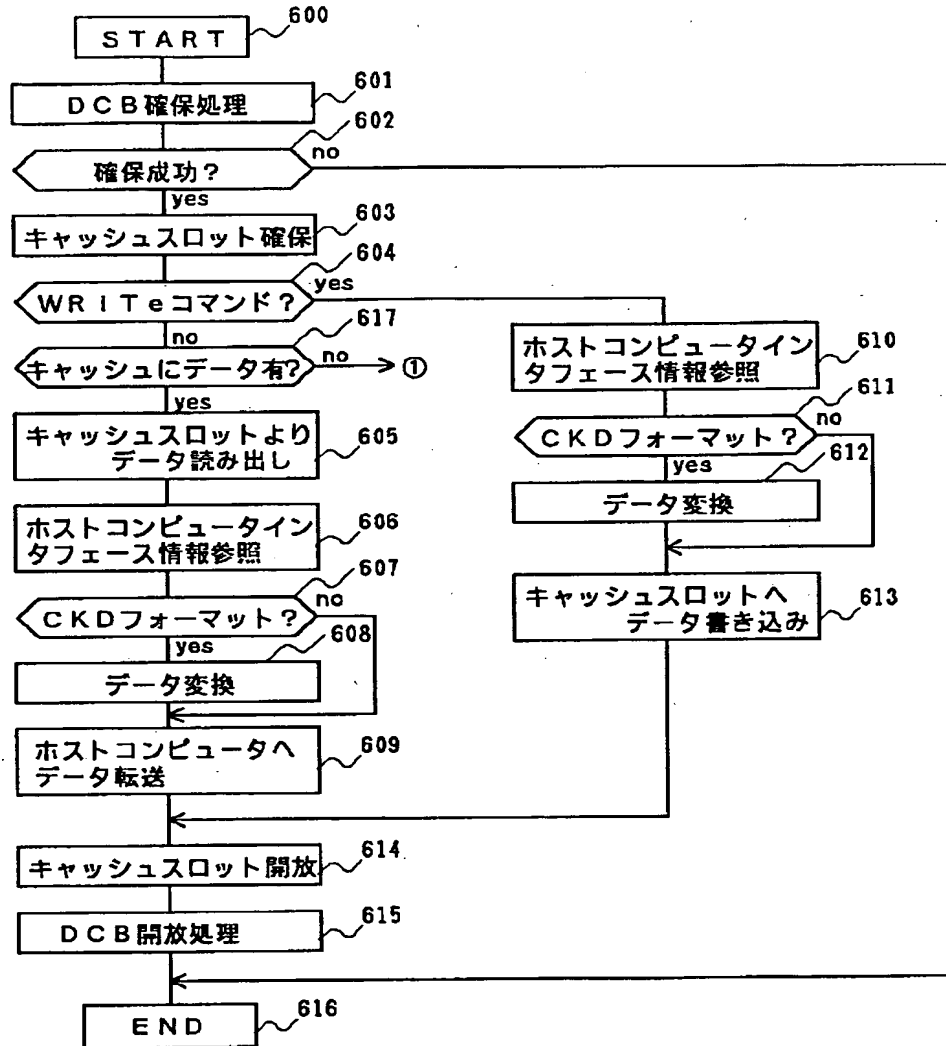 START
600
DCB確保処理
601
確保成功?
602
no
yes
キャッシュスロット確保
603
WRITeコマンド?
604
yes
no
キャッシュにデータ有?
617
no
①
yes
キャッシュスロットより
データ読み出し
605
ホストコンピュータイン
タフェース情報参照
606
CKDフォーマット?
607
no
yes
608
データ変換
ホストコンピュータへ
データ転送
609
ホストコンピュータイン
タフェース情報参照
610
CKDフォーマット?
611
no
yes
612
データ変換
キャッシュスロットへ
データ書き込み
613
キャッシュスロット開放
614
DCB開放処理
615
END
616